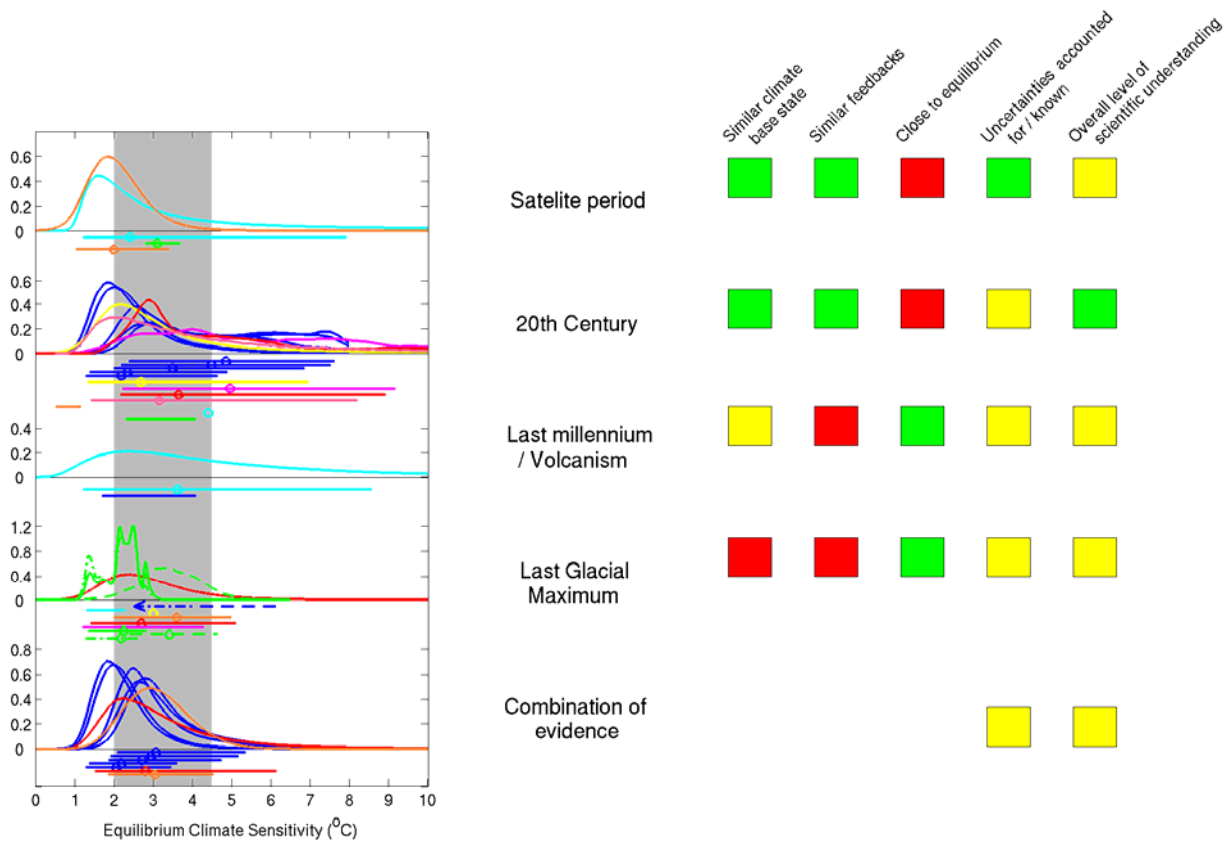 Similar climate
base state
Similar feedbacks
Close to equilibrium
Uncertainties accounted
for / known
Overall level of
scientific understanding
0.6
0.4
0.2
0
Satelite period
0.6
0.4
0.2
0
20th Century
0.4
0.2
0
Last millennium
/ Volcanism
1.2
0.8
0.4
0
Last Glacial
Maximum
0.8
0.6
0.4
0.2
0
Combination of
evidence
0 1 2 3 4 5 6 7 8 9 10
Equilibrium Climate Sensitivity (°C)